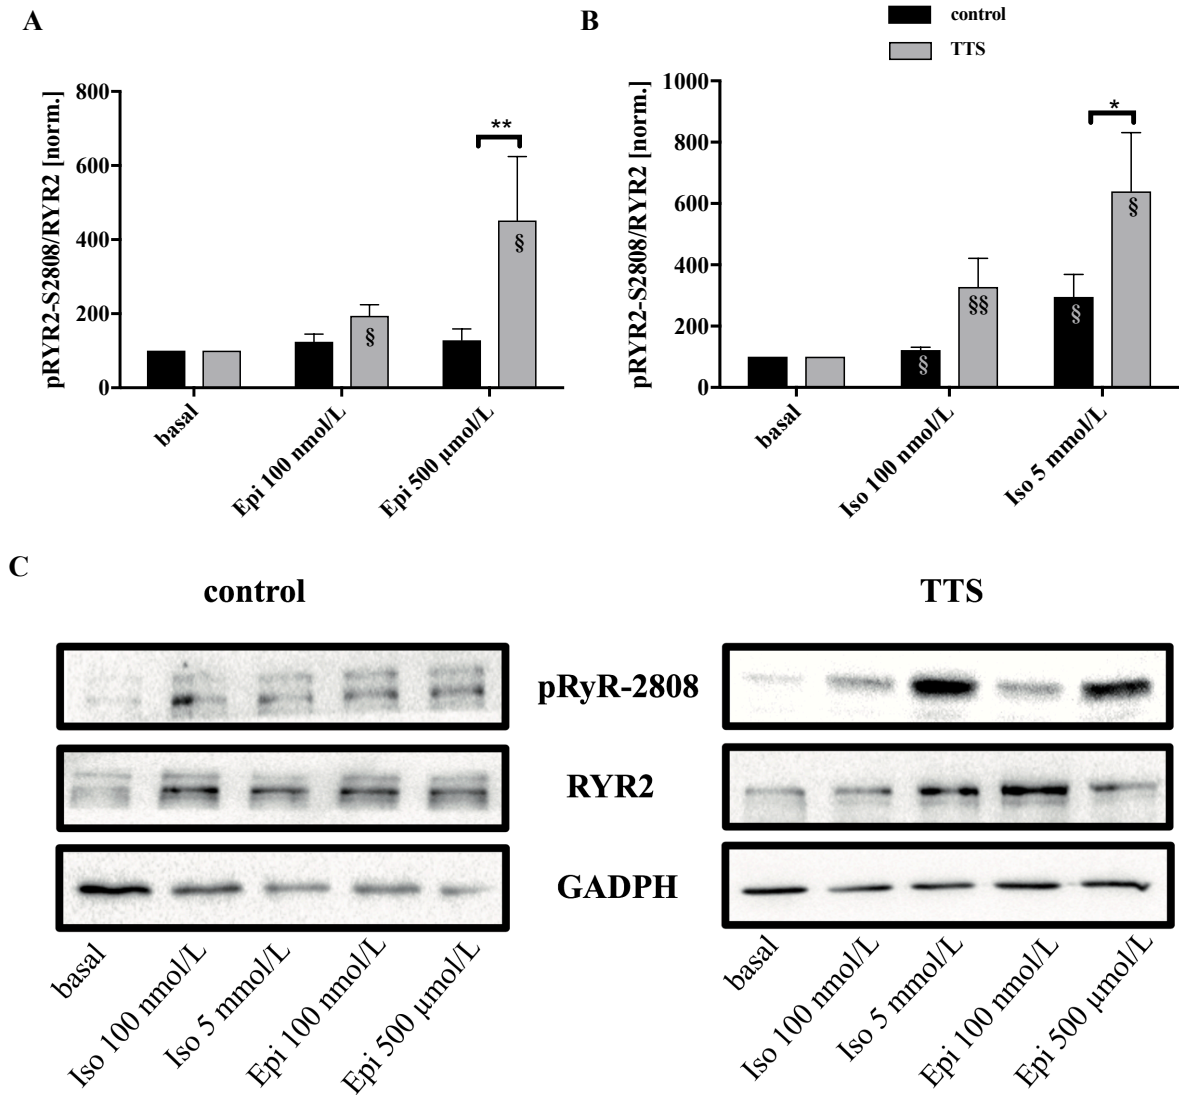 A
B
control
TTS
pRYR2-S2808/RYR2 [norm.]
800
600
400
200
0
**
§
§
basal
Epi 100 nmol/L
Epi 500 µmol/L
pRYR2-S2808/RYR2 [norm.]
1000
800
600
400
200
0
*
§
§§
§
§
basal
Iso 100 nmol/L
Iso 5 mmol/L
C
control
TTS
pRyR-2808
RYR2
GADPH
basal
Iso 100 nmol/L
Iso 5 mmol/L
Epi 100 nmol/L
Epi 500 µmol/L
basal
Iso 100 nmol/L
Iso 5 mmol/L
Epi 100 nmol/L
Epi 500 µmol/L